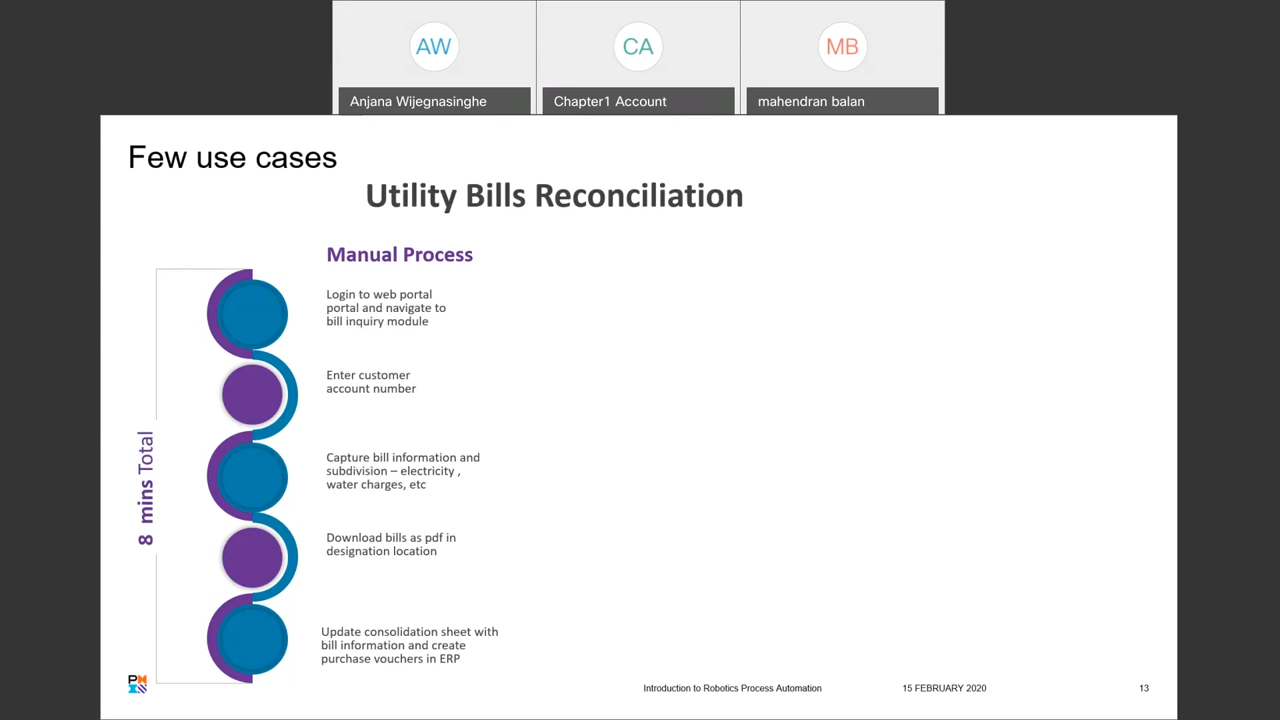 AW
CA
MB
Anjana Wijegnasinghe
Chapter1 Account
mahendran balan
Few use cases
Utility Bills Reconciliation
Manual Process
Login to web portal
portal and navigate to
bill inquiry module
Enter customer
account number
Capture bill information and
subdivision – electricity ,
water charges, etc
Download bills as pdf in
designation location
Update consolidation sheet with
bill information and create
purchase vouchers in ERP
8 mins Total
Introduction to Robotics Process Automation
15 FEBRUARY 2020
13